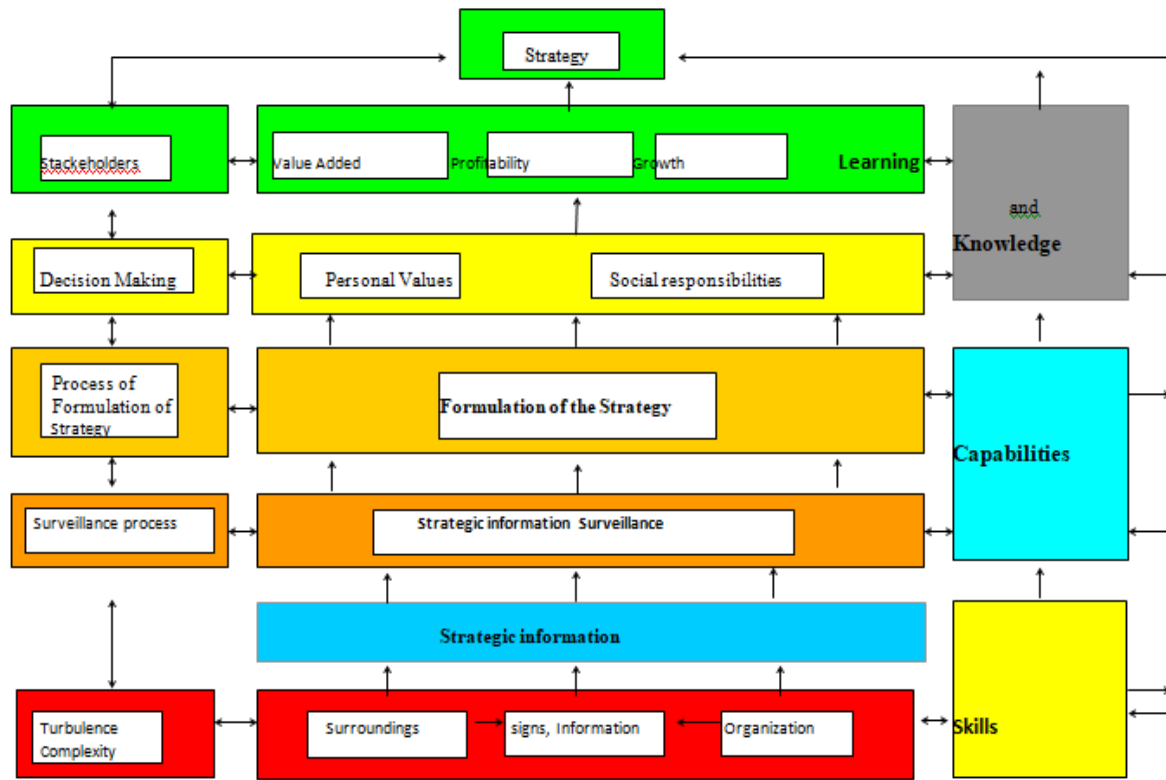 Strategy
Stackeholders
Value Added
Profitability
Growth
Learning
and
Knowledge
Decision Making
Personal Values
Social responsibilities
Process of
Formulation of
Strategy
Formulation of the Strategy
Capabilities
Surveillance process
Strategic information Surveillance
Strategic information
Turbulence
Complexity
Surroundings
signs, Information
Organization
Skills